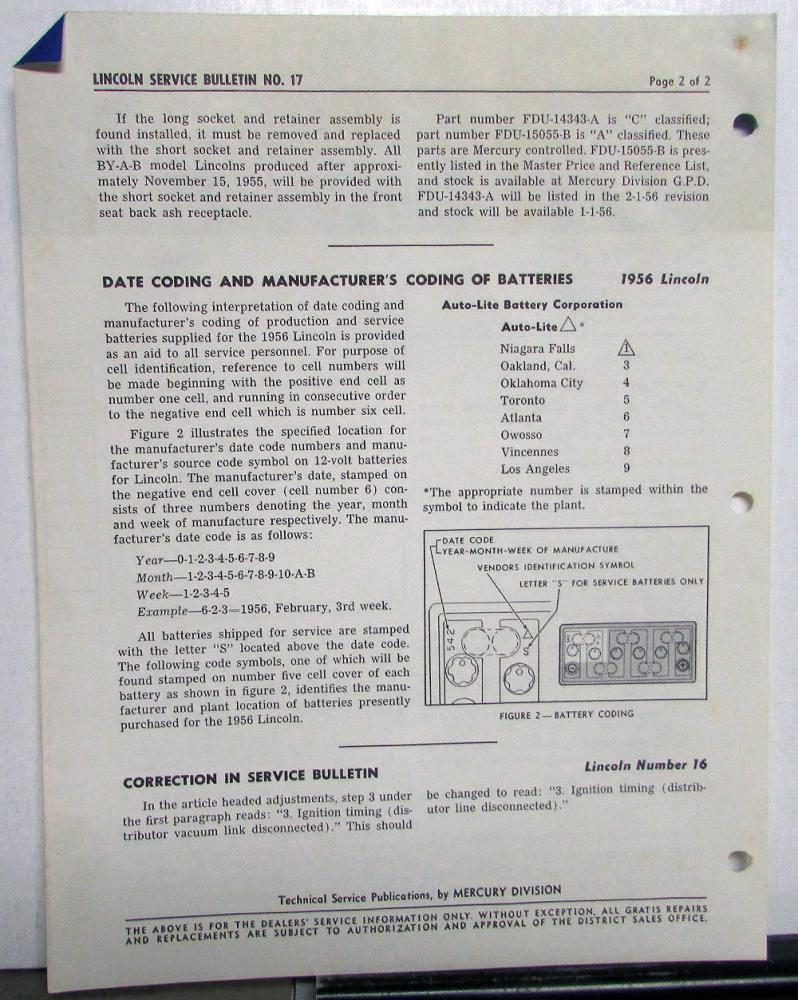 LINCOLN SERVICE BULLETIN NO. 17
Page 2 of 2
If the long socket and retainer assembly is
found installed, it must be removed and replaced
with the short socket and retainer assembly. All
BY-A-B model Lincolns produced after approxi-
mately November 15, 1955, will be provided with
the short socket and retainer assembly in the front
seat back ash receptacle.
Part number FDU-14343-A is "C" classified;
part number FDU-15055-B is "A" classified. These
parts are Mercury controlled. FDU-15055-B is pres-
ently listed in the Master Price and Reference List,
and stock is available at Mercury Division G.P.D.
FDU-14343-A will be listed in the 2-1-56 revision
and stock will be available 1-1-56.
DATE CODING AND MANUFACTURER'S CODING OF BATTERIES
1956 Lincoln
The following interpretation of date coding and
manufacturer's coding of production and service
batteries supplied for the 1956 Lincoln is provided
as an aid to all service personnel. For purpose of
cell identification, reference to cell numbers will
be made beginning with the positive end cell as
number one cell, and running in consecutive order
to the negative end cell which is number six cell.
Figure 2 illustrates the specified location for
the manufacturer's date code numbers and manu-
facturer's source code symbol on 12-volt batteries
for Lincoln. The manufacturer's date, stamped on
the negative end cell cover (cell number 6) con-
sists of three numbers denoting the year, month
and week of manufacture respectively. The manu-
facturer's date code is as follows:
Year—0-1-2-3-4-5-6-7-8-9
Month—1-2-3-4-5-6-7-8-9-10-A-B
Week—1-2-3-4-5
Example—6-2-3—1956, February, 3rd week.
All batteries shipped for service are stamped
with the letter "S" located above the date code.
The following code symbols, one of which will be
found stamped on number five cell cover of each
battery as shown in figure 2, identifies the manu-
facturer and plant location of batteries presently
purchased for the 1956 Lincoln.
Auto-Lite Battery Corporation
Auto-Lite △*
Niagara Falls 1
Oakland, Cal. 3
Oklahoma City 4
Toronto 5
Atlanta 6
Owosso 7
Vincennes 8
Los Angeles 9
*The appropriate number is stamped within the
symbol to indicate the plant.
DATE CODE
YEAR-MONTH-WEEK OF MANUFACTURE
VENDORS IDENTIFICATION SYMBOL
LETTER "S" FOR SERVICE BATTERIES ONLY
542
S
FIGURE 2—BATTERY CODING
CORRECTION IN SERVICE BULLETIN
Lincoln Number 16
In the article headed adjustments, step 3 under
the first paragraph reads: "3. Ignition timing (dis-
tributor vacuum link disconnected)." This should
be changed to read: "3. Ignition timing (distrib-
utor line disconnected)."
Technical Service Publications, by MERCURY DIVISION
THE ABOVE IS FOR THE DEALERS' SERVICE INFORMATION ONLY. WITHOUT EXCEPTION, ALL GRATIS REPAIRS
AND REPLACEMENTS ARE SUBJECT TO AUTHORIZATION AND APPROVAL OF THE DISTRICT SALES OFFICE.